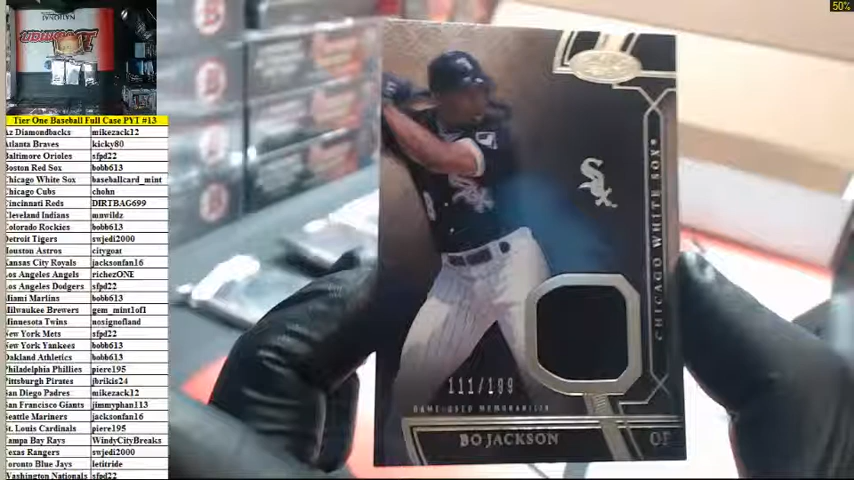 50%
NATIONAL
Tier One Baseball Full Case PYT #13
Az Diamondbacks mikezack12
Atlanta Braves kicky80
Baltimore Orioles sfpd22
Boston Red Sox bobb613
Chicago White Sox baseballcard_mint
Chicago Cubs chohn
Cincinnati Reds DIRTBAG699
Cleveland Indians mnwildz
Colorado Rockies bobb613
Detroit Tigers swjedi2000
Houston Astros citygoat
Kansas City Royals jacksonfan16
Los Angeles Angels richezONE
Los Angeles Dodgers sfpd22
Miami Marlins bobb613
Milwaukee Brewers gem_mint1of1
Minnesota Twins nosignofland
New York Mets sfpd22
New York Yankees bobb613
Oakland Athletics bobb613
Philadelphia Phillies piere195
Pittsburgh Pirates jbrikis24
San Diego Padres mikezack12
San Francisco Giants jimmyphan113
Seattle Mariners jacksonfan16
St. Louis Cardinals piere195
Tampa Bay Rays WindyCityBreaks
Texas Rangers swjedi2000
Toronto Blue Jays letitride
Washington Nationals sfpd22
Sox
CHICAGO WHITE SOX
111/199
GAME-USED MEMORABILIA
BO JACKSON
OF